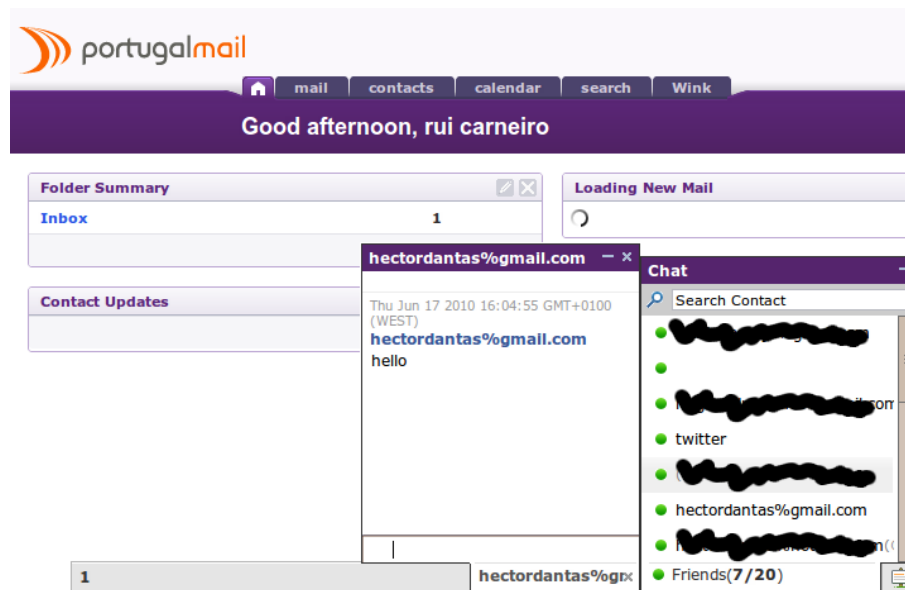 portugalmail
mail contacts calendar search Wink
Good afternoon, rui carneiro
Folder Summary
Inbox 1
Contact Updates
Loading New Mail
hectordantas%gmail.com
Thu Jun 17 2010 16:04:55 GMT+0100
(WEST)
hectordantas%gmail.com
hello
Chat
Search Contact
twitter
hectordantas%gmail.com
Friends(7/20)
1
hectordantas%gm